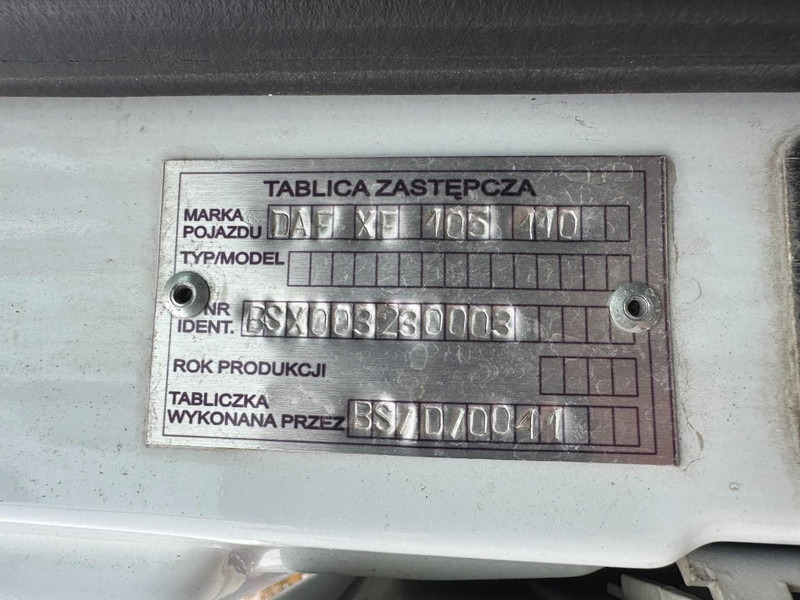 TABLICA ZASTĘPCZA
MARKA POJAZDU DAF XF 105 110
TYP/MODEL
NR IDENT. BSX003230003
ROK PRODUKCJI
TABLICZKA WYKONANA PRZEZ BS/D/0041